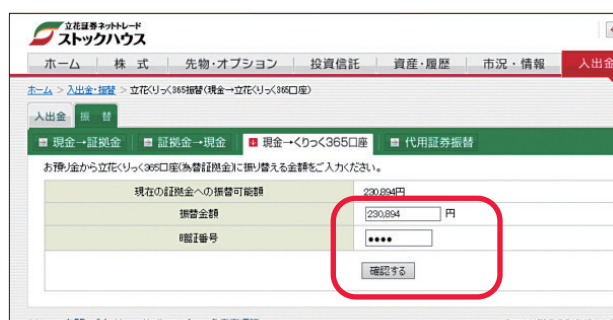 立花証券ネットトレード
ストックハウス
ホーム 株 式 先物・オプション 投資信託 資産・履歴 市況・情報 入出金
ホーム > 入出金・振替 > 立花くりっく365振替(現金→立花くりっく365口座)
入出金 振 替
現金→証拠金 証拠金→現金 現金→くりっく365口座 代用証券振替
お預り金から立花くりっく365口座(為替証拠金)に振り替える金額をご入力ください。
現在の証拠金への振替可能額 230,894円
振替金額 230,894 円
暗証番号 ●●●●
確認する